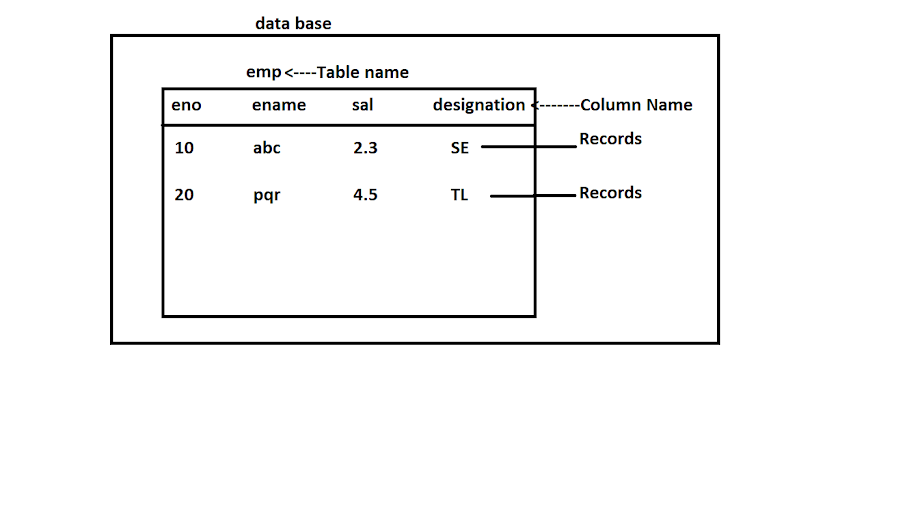 data base
emp<----Table name
eno ename sal designation <-------Column Name
10 abc 2.3 SE Records
20 pqr 4.5 TL Records